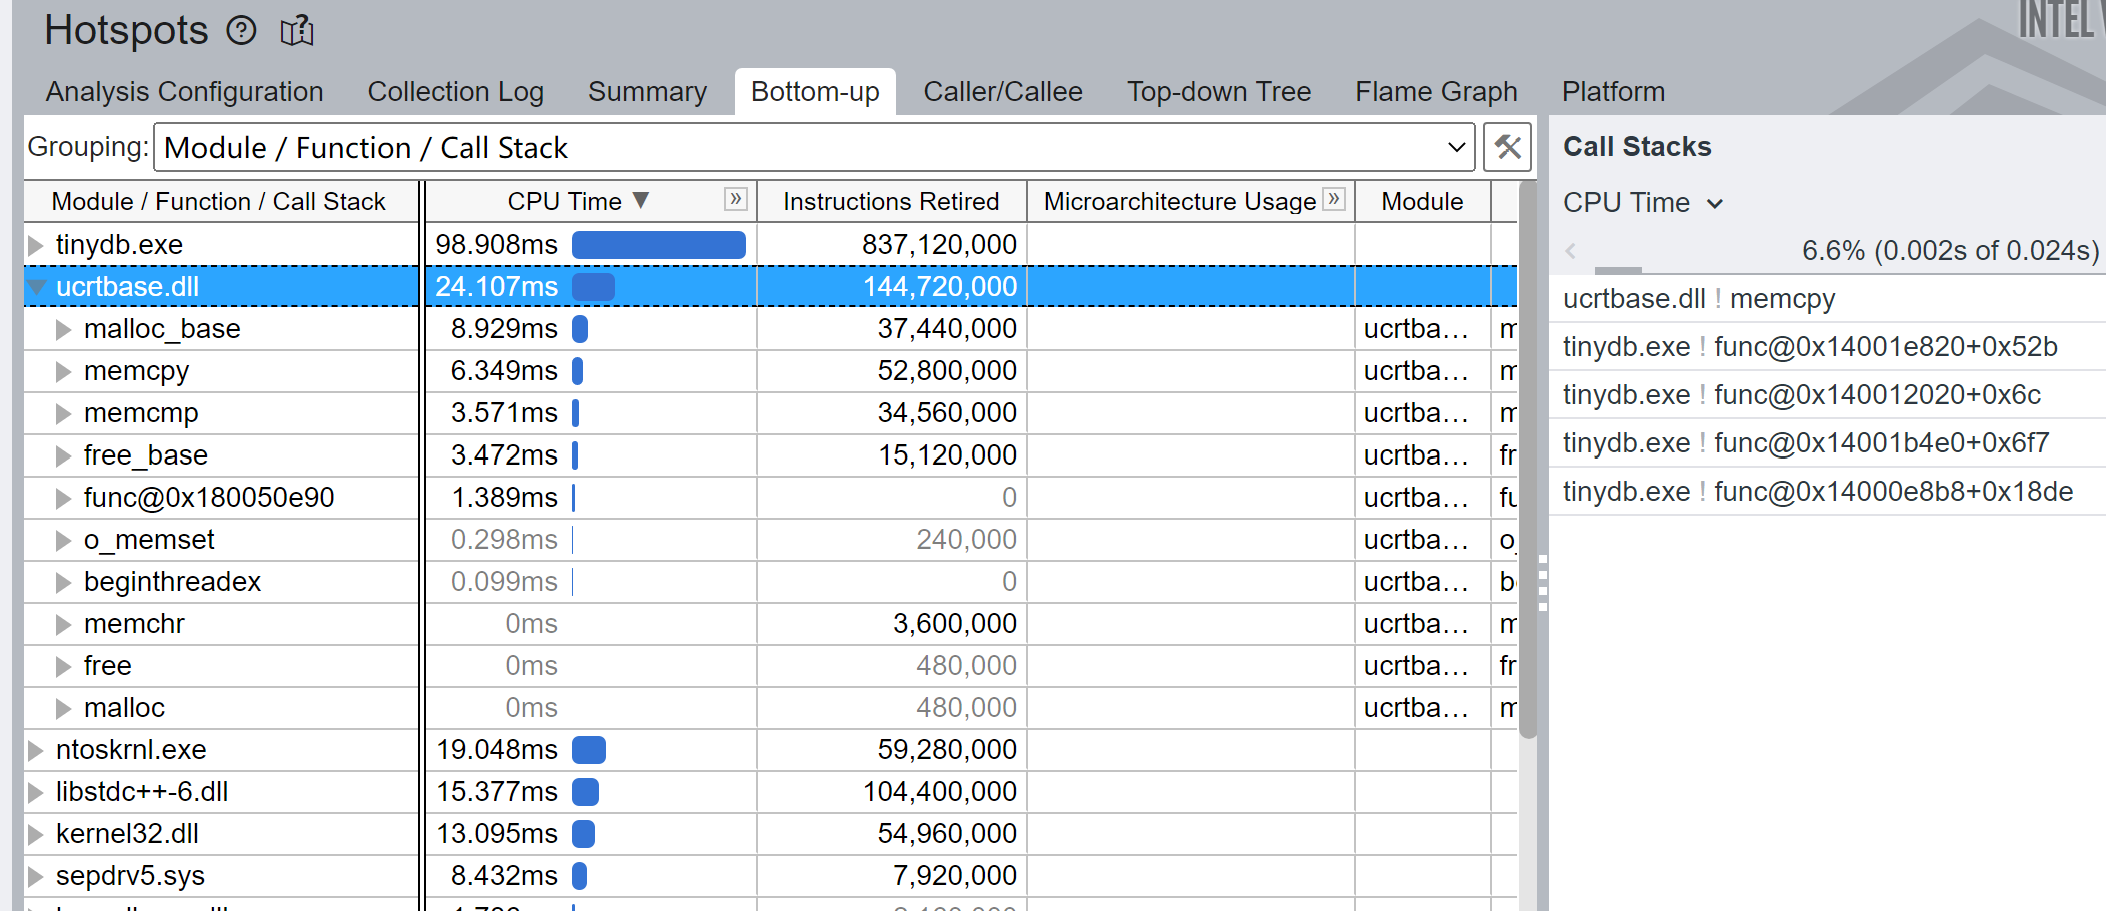 Hotspots
INTEL
Analysis Configuration Collection Log Summary Bottom-up Caller/Callee Top-down Tree Flame Graph Platform
Grouping: Module / Function / Call Stack
Module / Function / Call Stack CPU Time ▼ » Instructions Retired Microarchitecture Usage » Module
tinydb.exe 98.908ms 837,120,000
ucrtbase.dll 24.107ms 144,720,000
malloc_base 8.929ms 37,440,000 ucrtba… m
memcpy 6.349ms 52,800,000 ucrtba… m
memcmp 3.571ms 34,560,000 ucrtba… m
free_base 3.472ms 15,120,000 ucrtba… fr
func@0x180050e90 1.389ms 0 ucrtba… fu
o_memset 0.298ms 240,000 ucrtba… o_
beginthreadex 0.099ms 0 ucrtba… be
memchr 0ms 3,600,000 ucrtba… m
free 0ms 480,000 ucrtba… fr
malloc 0ms 480,000 ucrtba… m
ntoskrnl.exe 19.048ms 59,280,000
libstdc++-6.dll 15.377ms 104,400,000
kernel32.dll 13.095ms 54,960,000
sepdrv5.sys 8.432ms 7,920,000
Call Stacks
CPU Time
6.6% (0.002s of 0.024s)
ucrtbase.dll ! memcpy
tinydb.exe ! func@0x14001e820+0x52b
tinydb.exe ! func@0x140012020+0x6c
tinydb.exe ! func@0x14001b4e0+0x6f7
tinydb.exe ! func@0x14000e8b8+0x18de